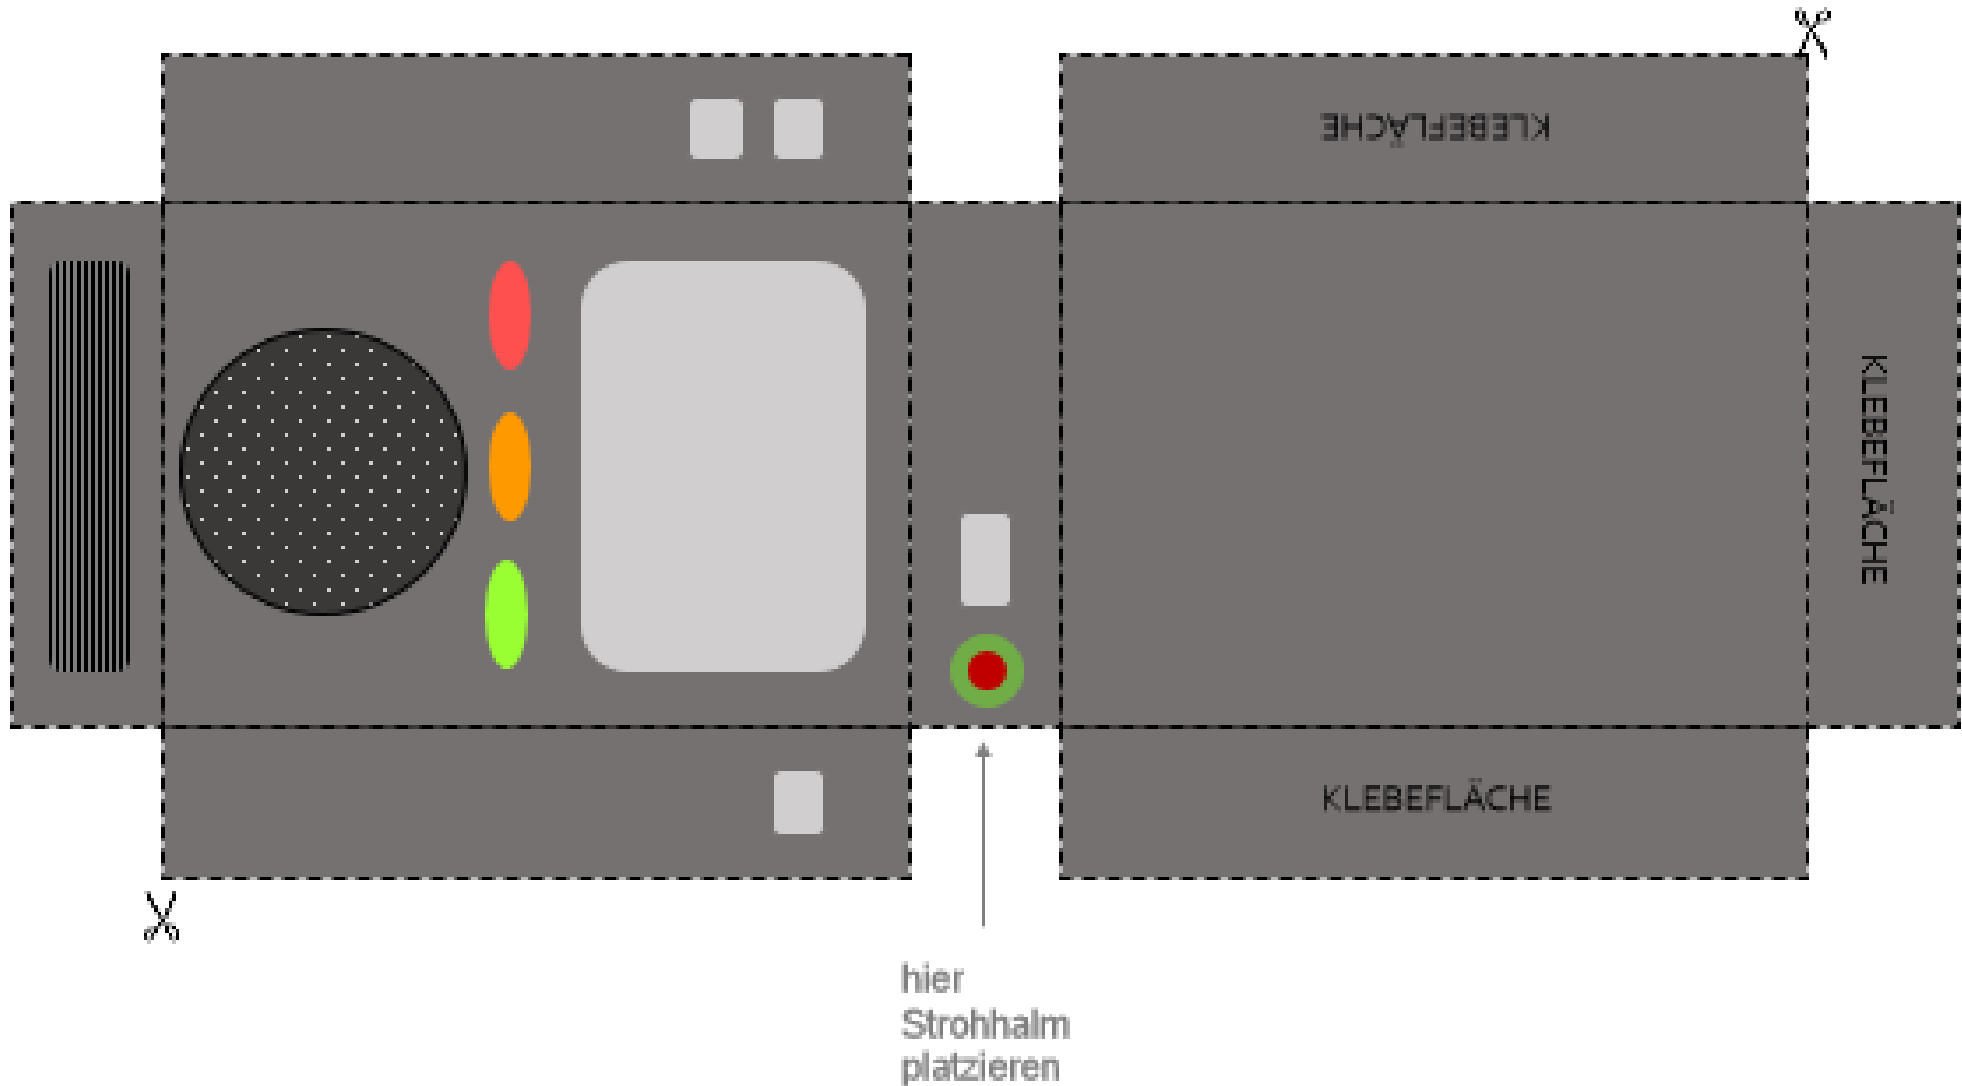 KLEBEFLÄCHE
KLEBEFLÄCHE
KLEBEFLÄCHE
hier
Strohhalm
platzieren